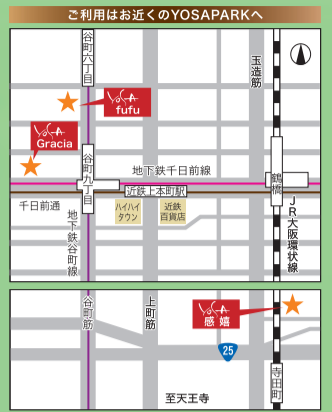 ご利用はお近くのYOSAPARKへ
谷町六丁目
玉造筋
YOSA
fufu
YOSA
Gracia
谷町九丁目
地下鉄千日前線
鶴橋
近鉄上本町駅
千日前通
ハイハイ
タウン
近鉄
百貨店
地下鉄谷町線
JR大阪環状線
谷町筋
上町筋
YOSA
感嬉
25
寺田町
至天王寺